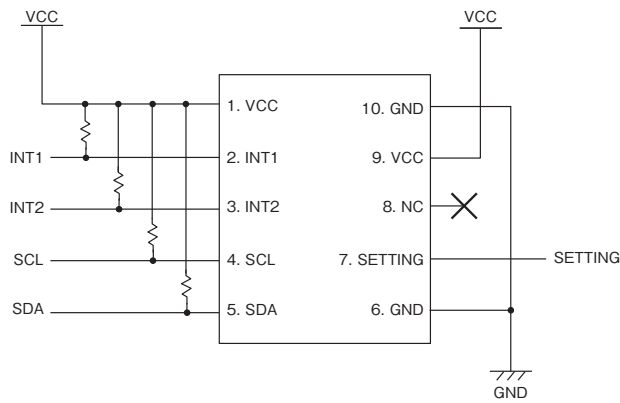 VCC
VCC
1. VCC
10. GND
INT1
2. INT1
9. VCC
INT2
3. INT2
8. NC
SCL
4. SCL
7. SETTING
SETTING
SDA
5. SDA
6. GND
GND